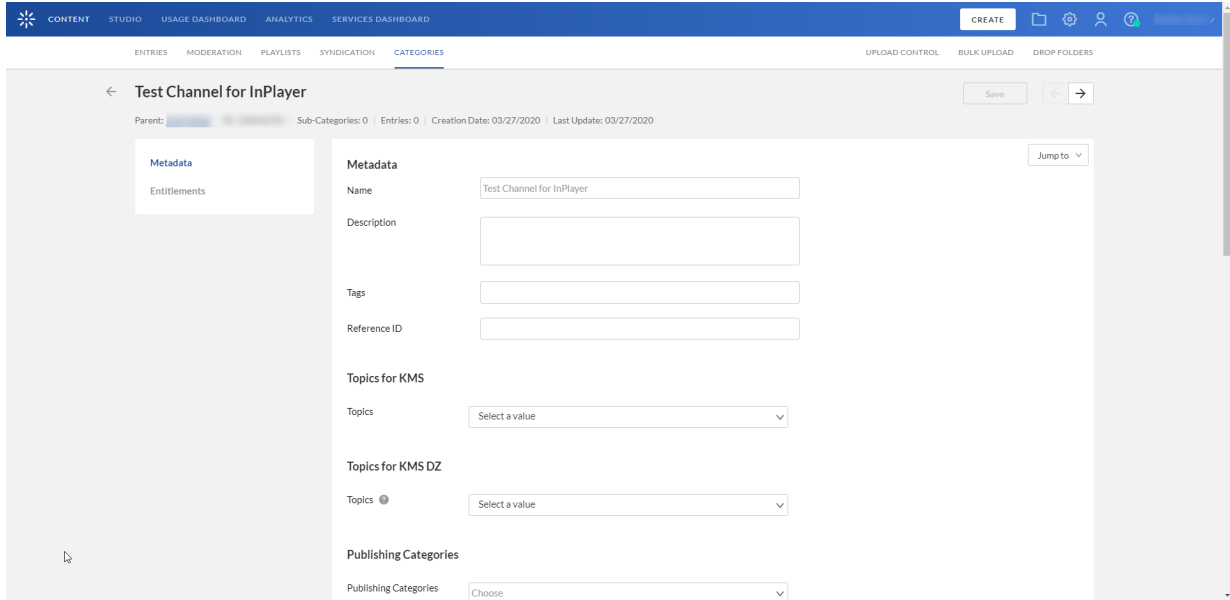 CONTENT STUDIO USAGE DASHBOARD ANALYTICS SERVICES DASHBOARD CREATE
ENTRIES MODERATION PLAYLISTS SYNDICATION CATEGORIES UPLOAD CONTROL BULK UPLOAD DROP FOLDERS
Test Channel for InPlayer Save
Parent: Sub-Categories: 0 | Entries: 0 | Creation Date: 03/27/2020 | Last Update: 03/27/2020
Metadata
Entitlements
Jump to
Metadata
Name Test Channel for InPlayer
Description
Tags
Reference ID
Topics for KMS
Topics Select a value
Topics for KMS DZ
Topics ? Select a value
Publishing Categories
Publishing Categories Choose